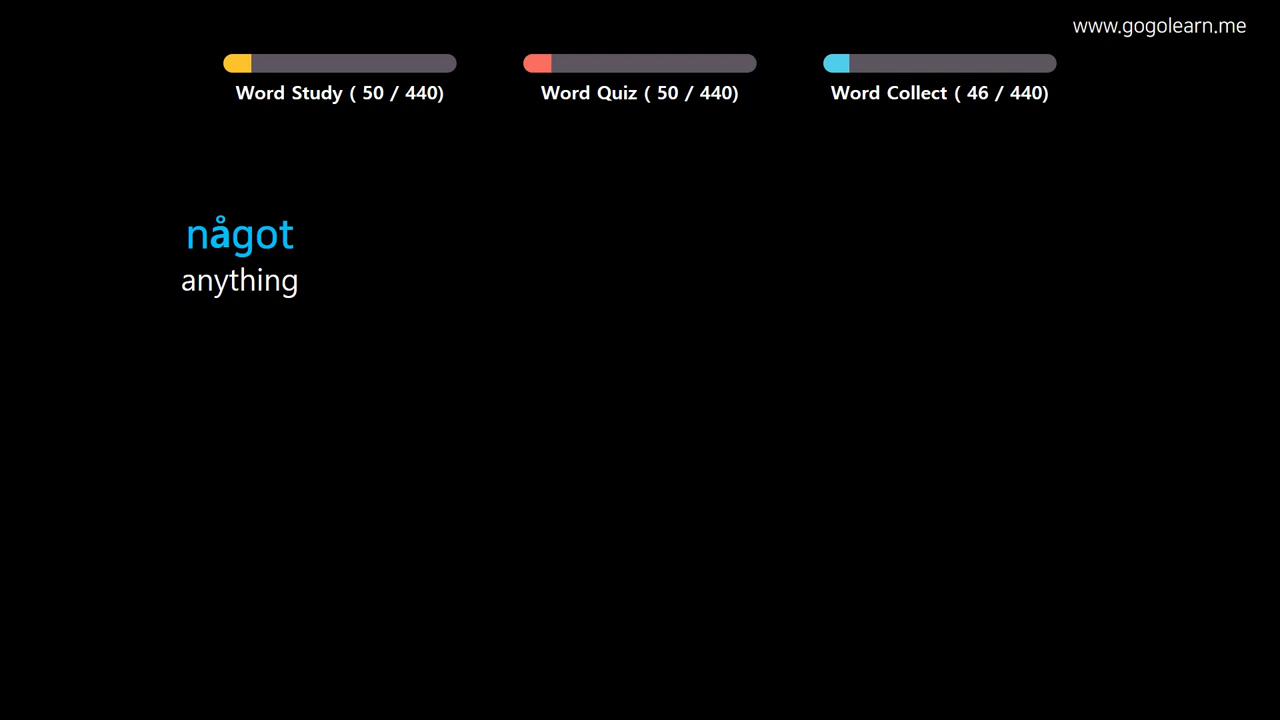 www.gogolearn.me
Word Study ( 50 / 440)
Word Quiz ( 50 / 440)
Word Collect ( 46 / 440)
något
anything